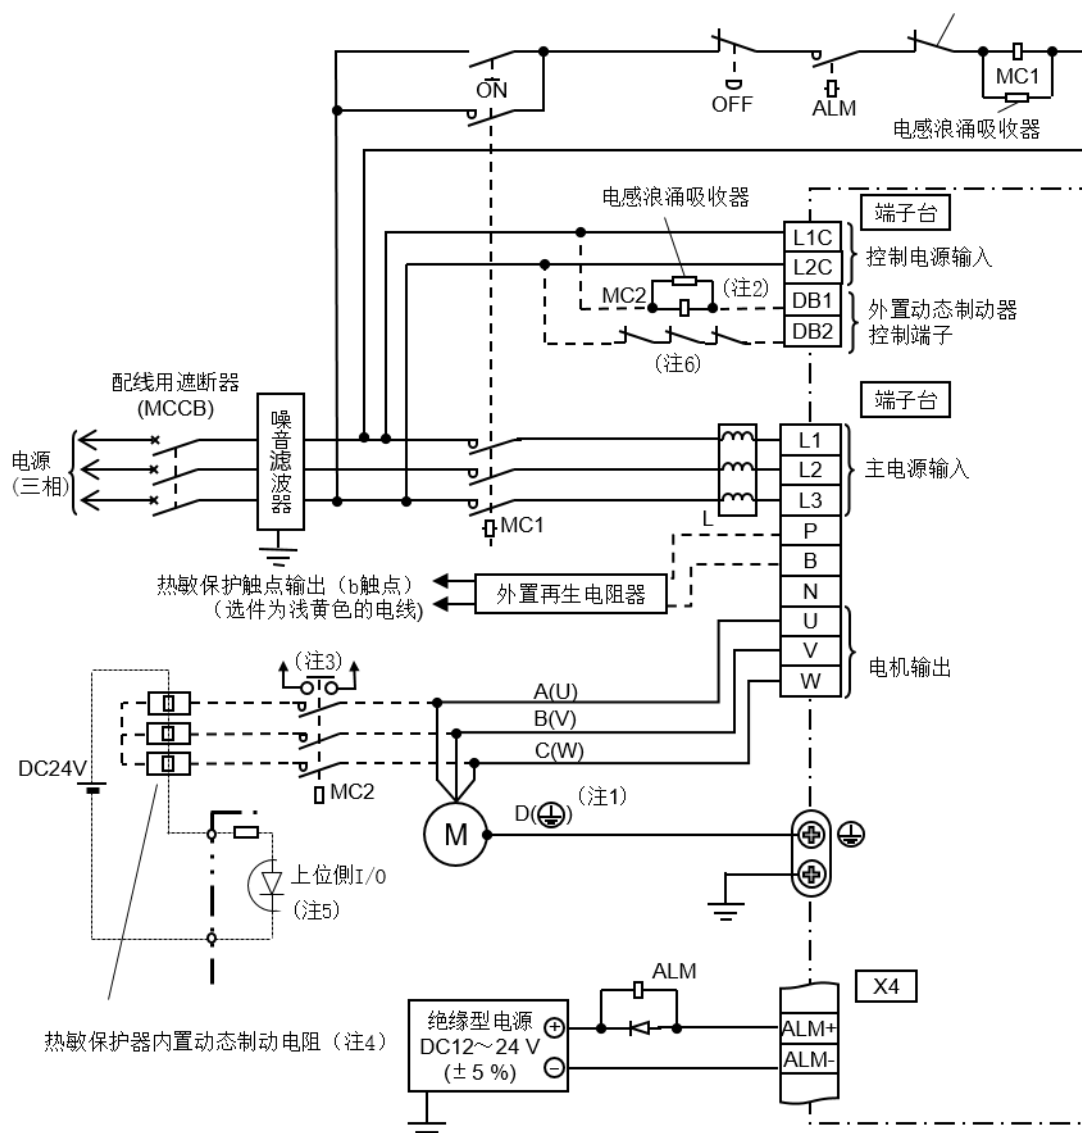 ON
OFF
ALM
MC1
电感浪涌吸收器
电感浪涌吸收器
端子台
L1C
L2C
控制电源输入
MC2
(注2)
DB1
DB2
外置动态制动器
控制端子
(注6)
配线用遮断器
(MCCB)
噪音滤波器
端子台
电源
(三相)
L1
L2
L3
主电源输入
MC1
L
P
B
N
热敏保护触点输出（b触点）
（选件为浅黄色的电线)
外置再生电阻器
U
V
W
电机输出
(注3)
A(U)
B(V)
C(W)
DC24V
MC2
M
D( )
(注1)
上位側I/O
(注5)
热敏保护器内置动态制动电阻（注4）
ALM
X4
绝缘型电源
DC12～24 V
(±5 %)
ALM+
ALM-